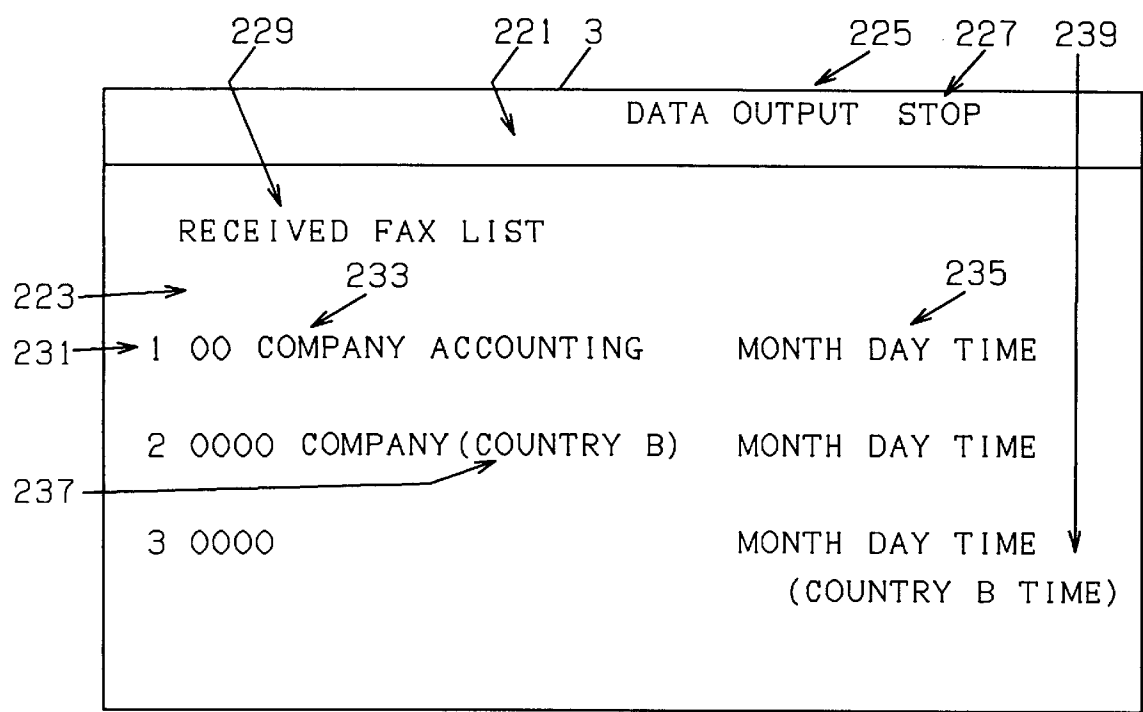 229 221 3 225 227 239
DATA OUTPUT STOP
RECEIVED FAX LIST
223 233 235
231 1 00 COMPANY ACCOUNTING MONTH DAY TIME
2 0000 COMPANY(COUNTRY B) MONTH DAY TIME
237
3 0000 MONTH DAY TIME
(COUNTRY B TIME)